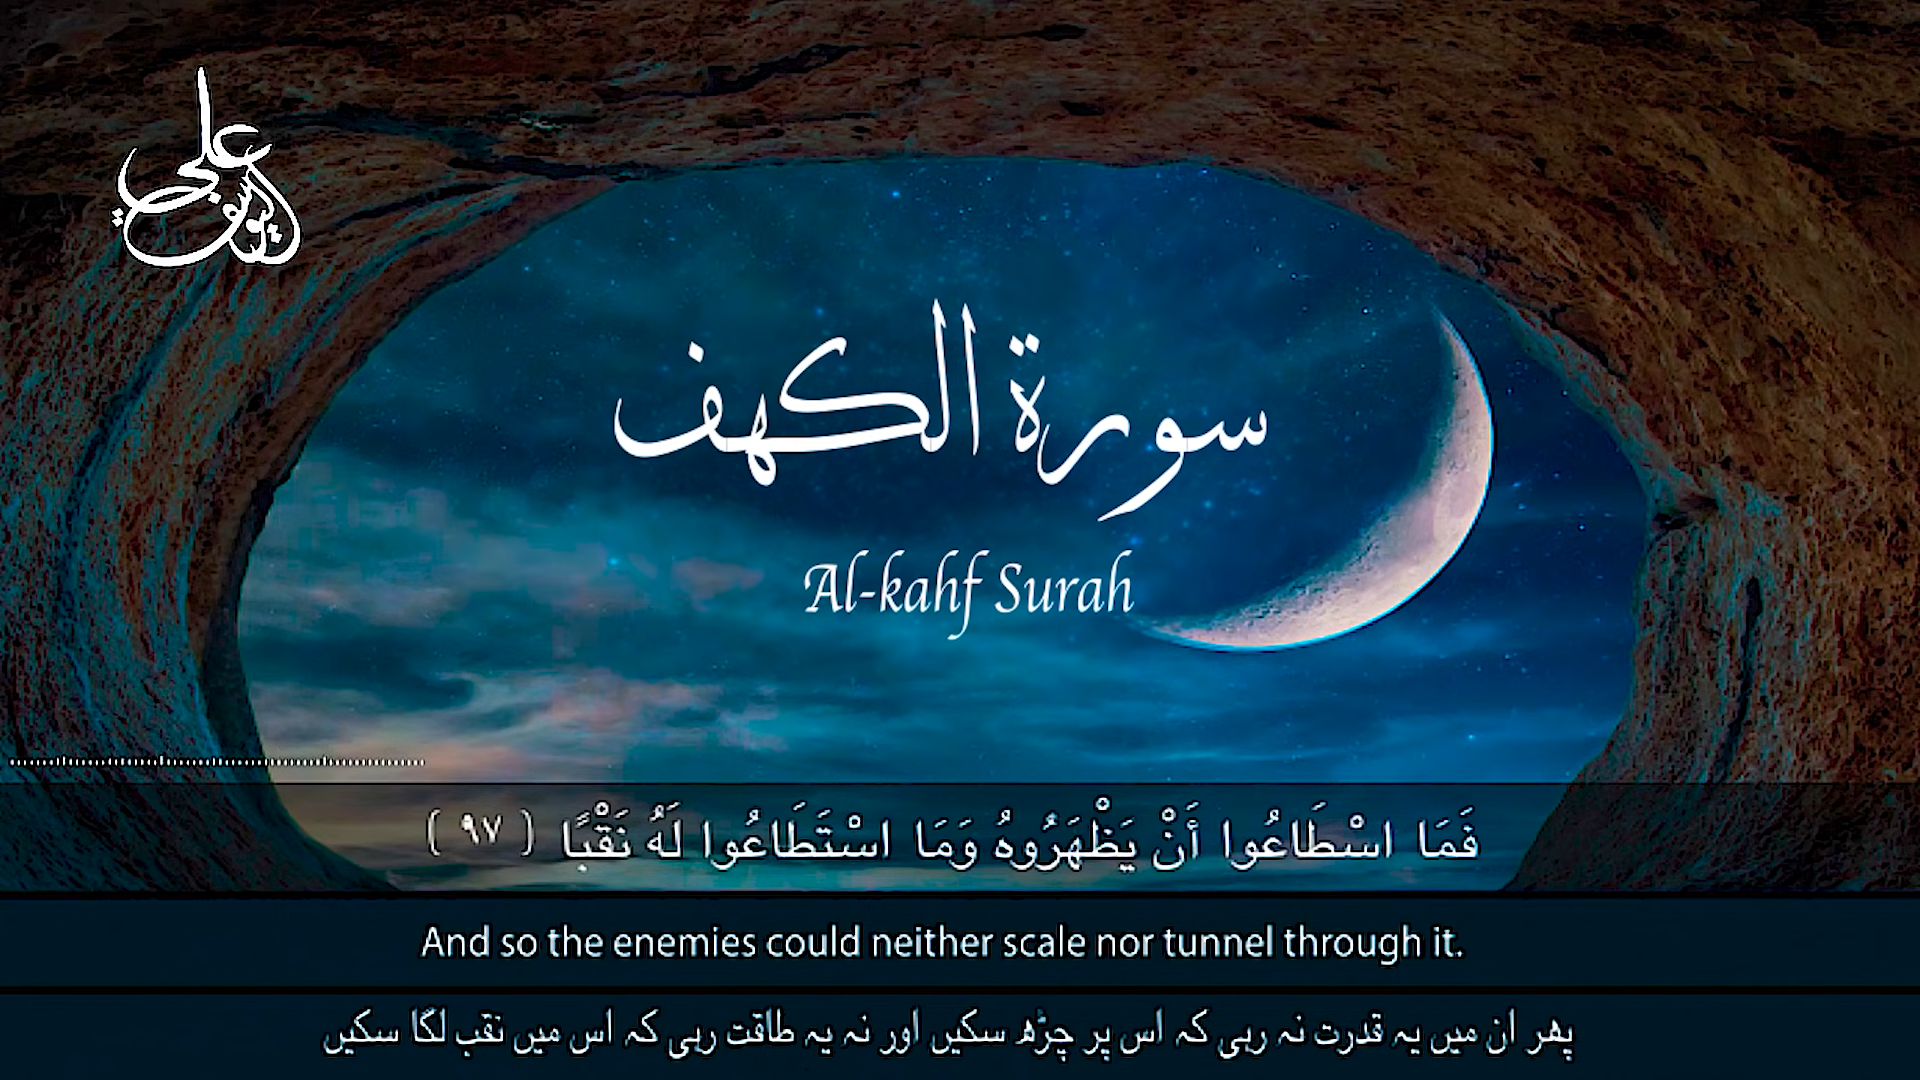 علي اليوسفي
سورة الكهف
Al-kahf Surah
فَمَا اسْطَاعُوا أَنْ يَظْهَرُوهُ وَمَا اسْتَطَاعُوا لَهُ نَقْبًا ( ٩٧ )
And so the enemies could neither scale nor tunnel through it.
پھر ان میں یہ قدرت نہ رہی کہ اس پر چڑھ سکیں اور نہ یہ طاقت رہی کہ اس میں نقب لگا سکیں